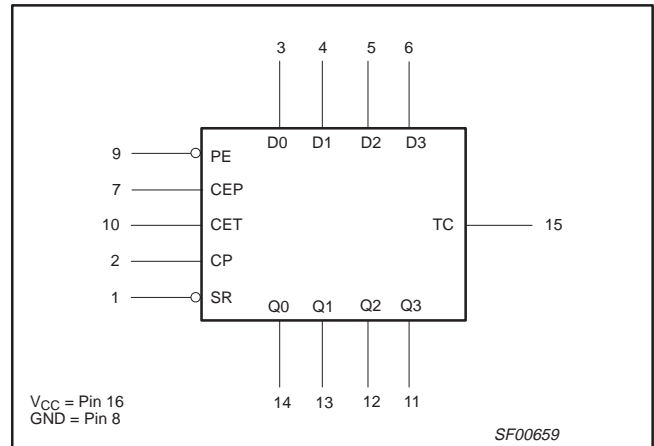 3 4 5 6
D0 D1 D2 D3
9 PE
7 CEP
10 CET TC 15
2 CP
1 SR
Q0 Q1 Q2 Q3
14 13 12 11
VCC = Pin 16
GND = Pin 8
SF00659